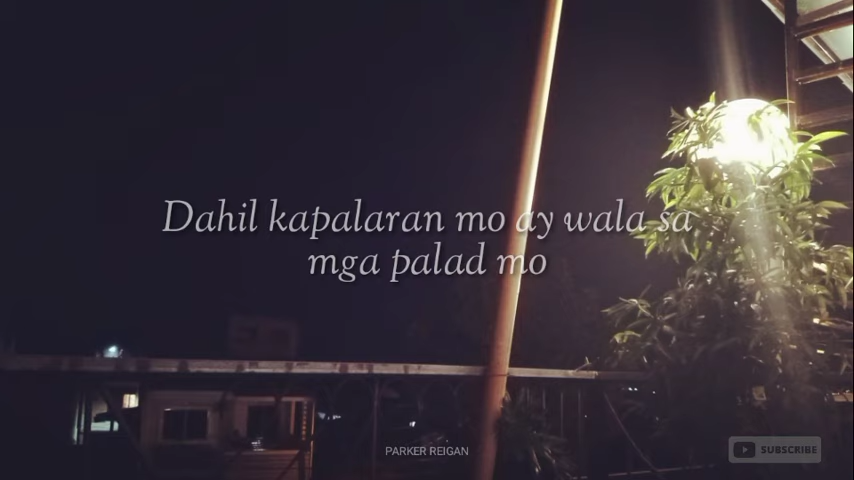 Dahil kapalaran mo ay wala sa
mga palad mo
PARKER REIGAN
SUBSCRIBE